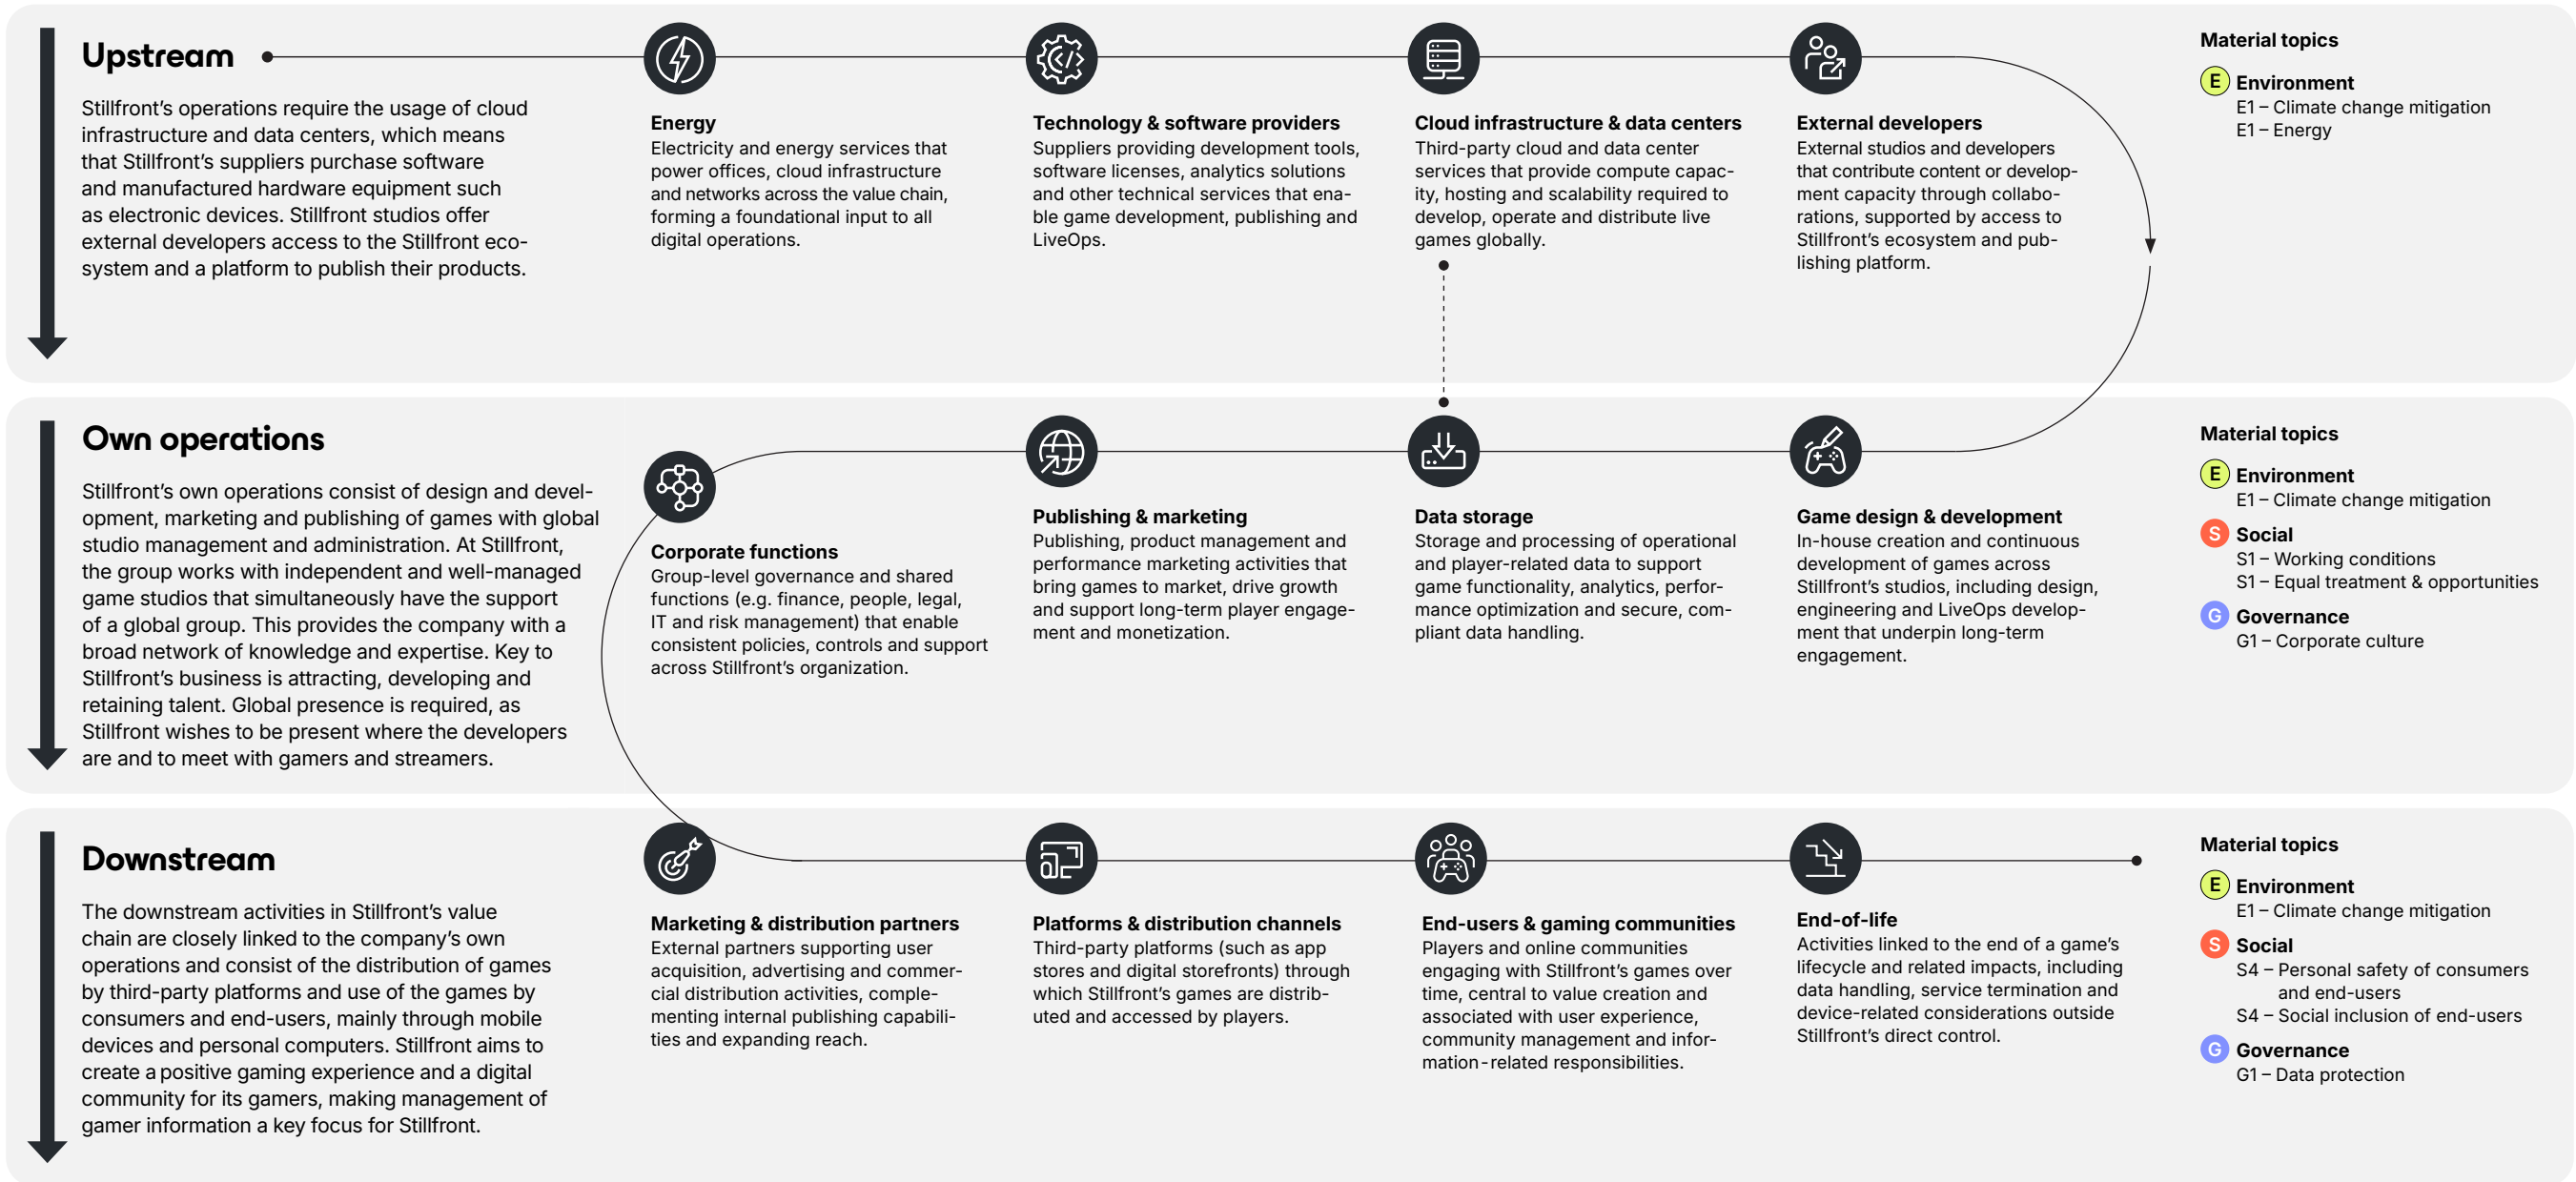 Upstream
Stillfront's operations require the usage of cloud
infrastructure and data centers, which means
that Stillfront's suppliers purchase software
and manufactured hardware equipment such
as electronic devices. Stillfront studios offer
external developers access to the Stillfront eco-
system and a platform to publish their products.
Energy
Electricity and energy services that
power offices, cloud infrastructure
and networks across the value chain,
forming a foundational input to all
digital operations.
Technology & software providers
Suppliers providing development tools,
software licenses, analytics solutions
and other technical services that ena-
ble game development, publishing and
LiveOps.
Cloud infrastructure & data centers
Third-party cloud and data center
services that provide compute capac-
ity, hosting and scalability required to
develop, operate and distribute live
games globally.
External developers
External studios and developers
that contribute content or develop-
ment capacity through collabo-
rations, supported by access to
Stillfront's ecosystem and pub-
lishing platform.
Material topics
E Environment
E1 – Climate change mitigation
E1 – Energy
Own operations
Stillfront's own operations consist of design and devel-
opment, marketing and publishing of games with global
studio management and administration. At Stillfront,
the group works with independent and well-managed
game studios that simultaneously have the support
of a global group. This provides the company with a
broad network of knowledge and expertise. Key to
Stillfront's business is attracting, developing and
retaining talent. Global presence is required, as
Stillfront wishes to be present where the developers
are and to meet with gamers and streamers.
Corporate functions
Group-level governance and shared
functions (e.g. finance, people, legal,
IT and risk management) that enable
consistent policies, controls and support
across Stillfront's organization.
Publishing & marketing
Publishing, product management and
performance marketing activities that
bring games to market, drive growth
and support long-term player engage-
ment and monetization.
Data storage
Storage and processing of operational
and player-related data to support
game functionality, analytics, perfor-
mance optimization and secure, com-
pliant data handling.
Game design & development
In-house creation and continuous
development of games across
Stillfront's studios, including design,
engineering and LiveOps develop-
ment that underpin long-term
engagement.
Material topics
E Environment
E1 – Climate change mitigation
S Social
S1 – Working conditions
S1 – Equal treatment & opportunities
G Governance
G1 – Corporate culture
Downstream
The downstream activities in Stillfront's value
chain are closely linked to the company's own
operations and consist of the distribution of games
by third-party platforms and use of the games by
consumers and end-users, mainly through mobile
devices and personal computers. Stillfront aims to
create a positive gaming experience and a digital
community for its gamers, making management of
gamer information a key focus for Stillfront.
Marketing & distribution partners
External partners supporting user
acquisition, advertising and commer-
cial distribution activities, comple-
menting internal publishing capabili-
ties and expanding reach.
Platforms & distribution channels
Third-party platforms (such as app
stores and digital storefronts) through
which Stillfront's games are distrib-
uted and accessed by players.
End-users & gaming communities
Players and online communities
engaging with Stillfront's games over
time, central to value creation and
associated with user experience,
community management and infor-
mation-related responsibilities.
End-of-life
Activities linked to the end of a game's
lifecycle and related impacts, including
data handling, service termination and
device-related considerations outside
Stillfront's direct control.
Material topics
E Environment
E1 – Climate change mitigation
S Social
S4 – Personal safety of consumers
and end-users
S4 – Social inclusion of end-users
G Governance
G1 – Data protection